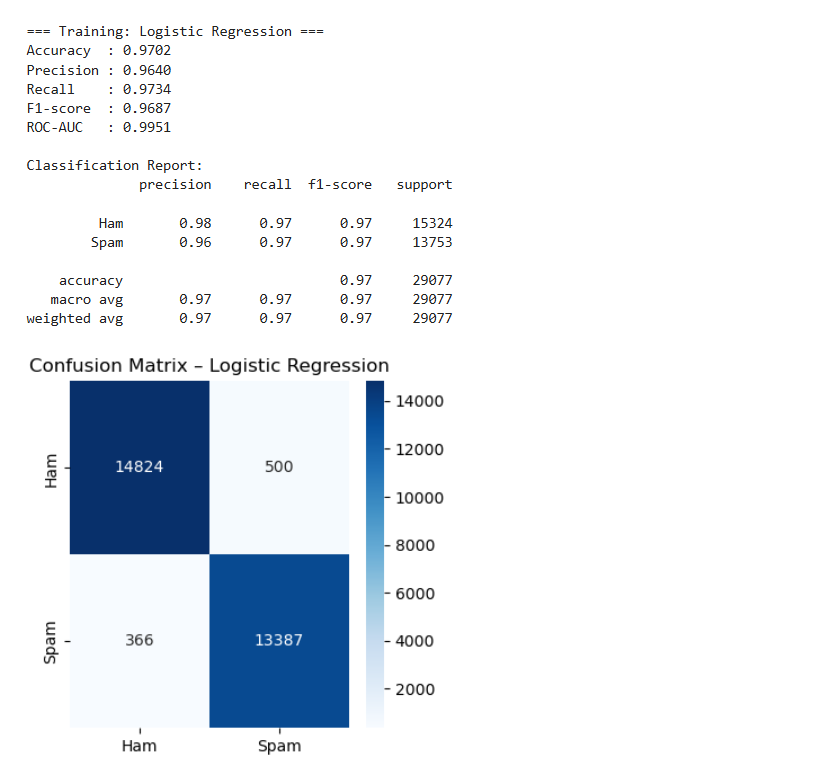 === Training: Logistic Regression ===
Accuracy  : 0.9702
Precision : 0.9640
Recall    : 0.9734
F1-score  : 0.9687
ROC-AUC   : 0.9951
Classification Report:
              precision    recall  f1-score   support
         Ham       0.98      0.97      0.97     15324
        Spam       0.96      0.97      0.97     13753
    accuracy                           0.97     29077
   macro avg       0.97      0.97      0.97     29077
weighted avg       0.97      0.97      0.97     29077
Confusion Matrix – Logistic Regression
Ham 14824 500
Spam 366 13387
Ham Spam
14000
12000
10000
8000
6000
4000
2000